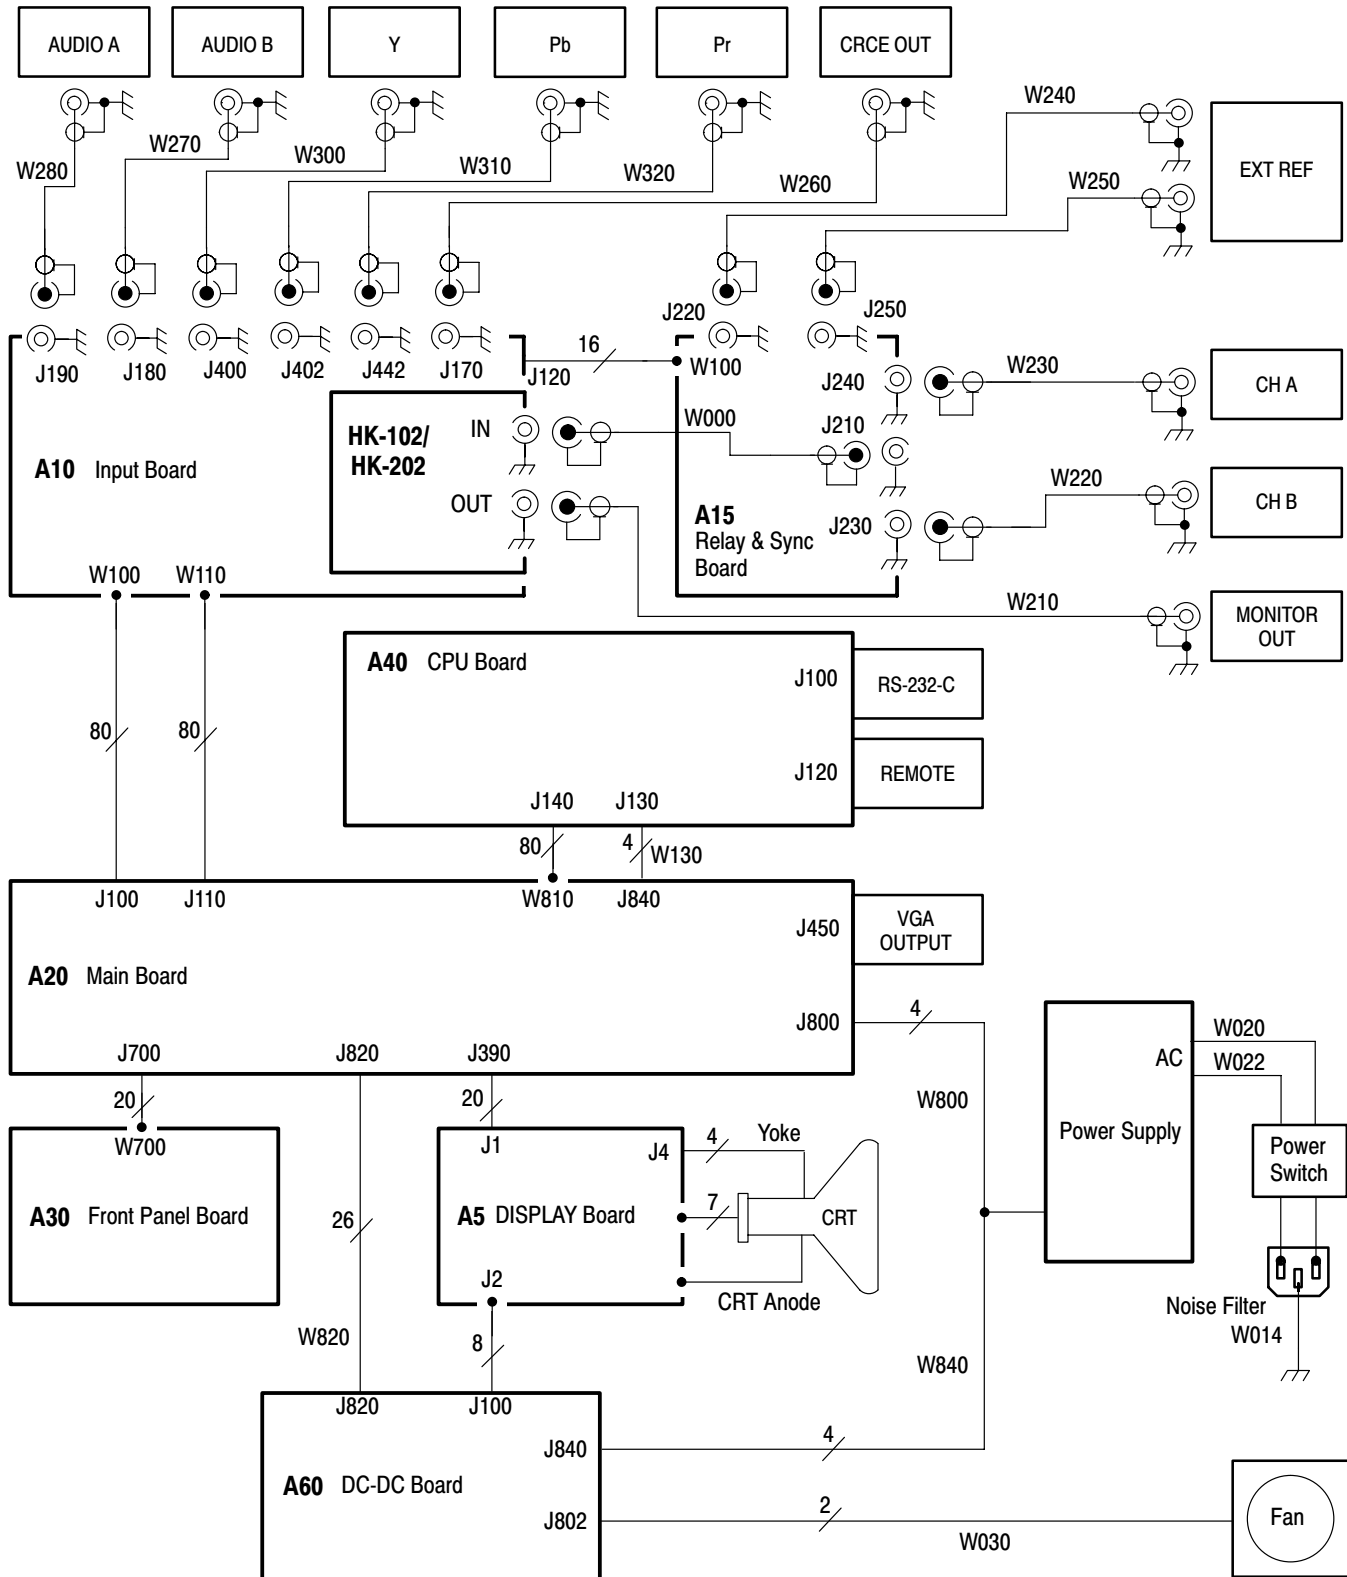 AUDIO A
AUDIO B
Y
Pb
Pr
CRCE OUT
W240
W270
W280
W300
W310
W320
W260
W250
EXT REF
J220
J250
J190
J180
J400
J402
J442
J170
J120
16
W100
J240
W230
CH A
W000
J210
HK-102/
HK-202
IN
OUT
A10 Input Board
A15
Relay & Sync
Board
J230
W220
CH B
W100
W110
W210
MONITOR
OUT
A40 CPU Board
J100
RS-232-C
80
80
J120
REMOTE
J140
J130
80
4
W130
J100
J110
W810
J840
J450
VGA
OUTPUT
A20 Main Board
J800
4
J700
J820
J390
W020
AC
W022
20
20
W800
Power Supply
Power
Switch
W700
J1
J4
4
Yoke
A30 Front Panel Board
26
A5 DISPLAY Board
7
CRT
J2
CRT Anode
Noise Filter
W014
W820
8
W840
J820
J100
J840
4
A60 DC-DC Board
J802
2
W030
Fan